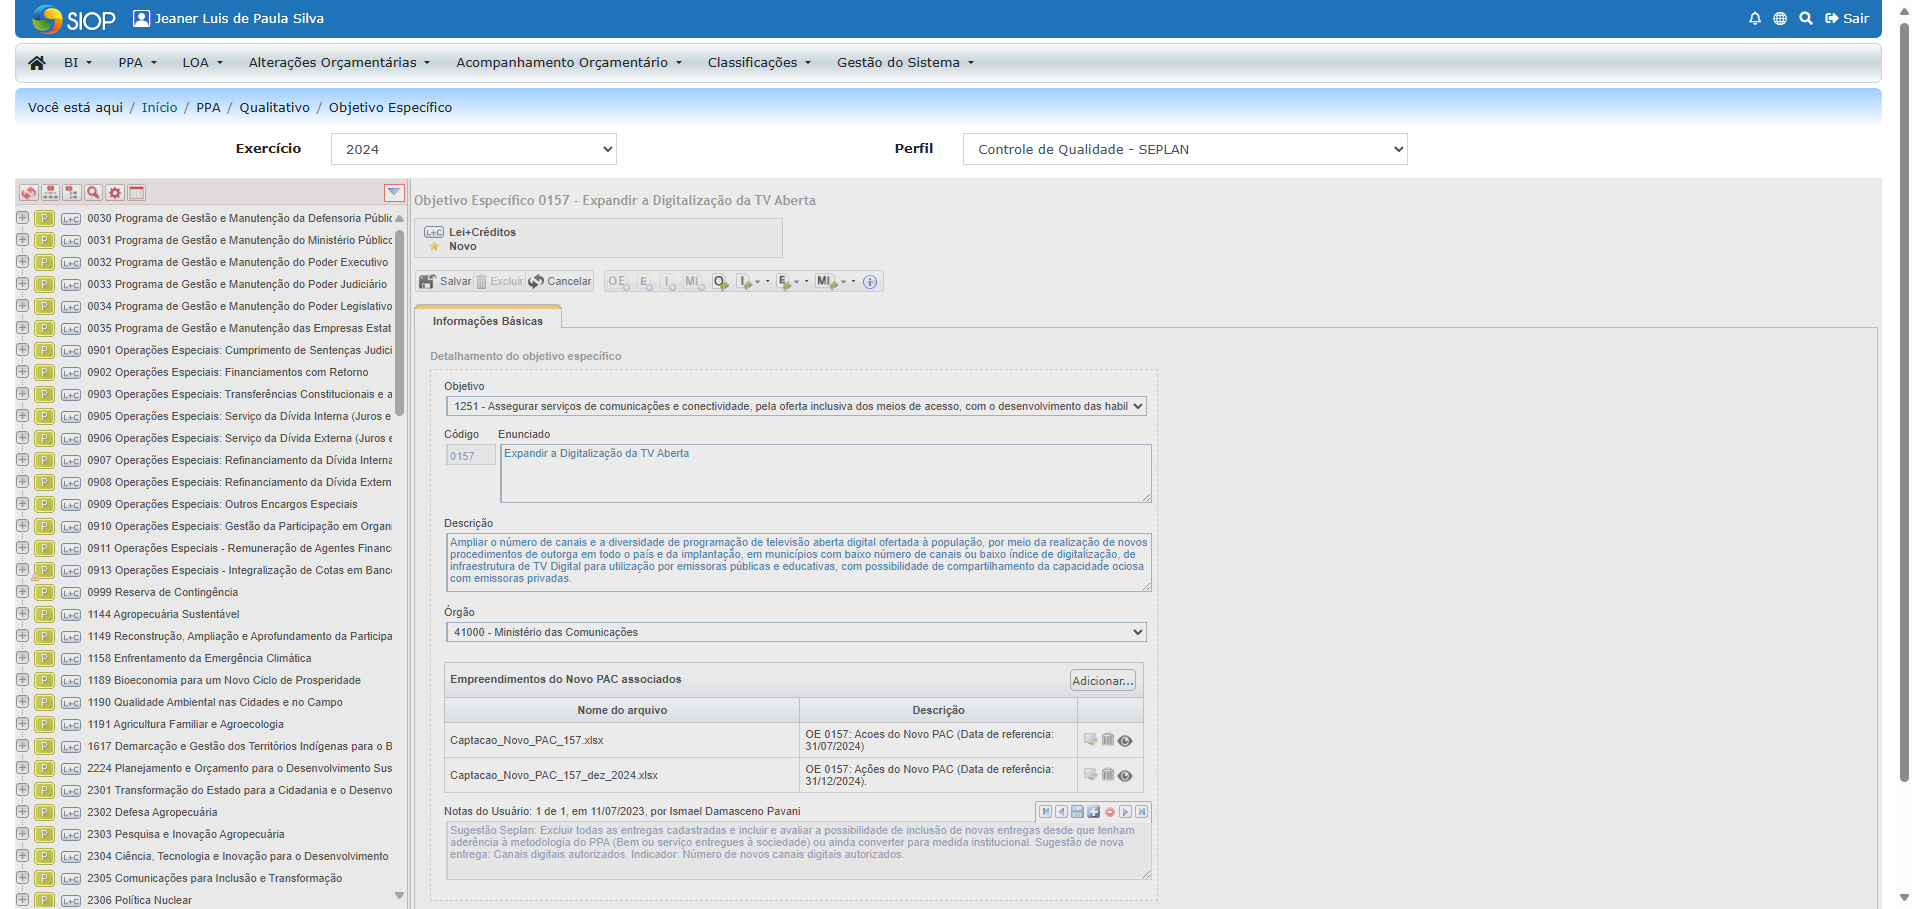 SIOP Jeaner Luis de Paula Silva Sair
BI PPA LOA Alterações Orçamentárias Acompanhamento Orçamentário Classificações Gestão do Sistema
Você está aqui / Início / PPA / Qualitativo / Objetivo Específico
Exercício 2024 Perfil Controle de Qualidade - SEPLAN
P L+C 0030 Programa de Gestão e Manutenção da Defensoria Públic
P L+C 0031 Programa de Gestão e Manutenção do Ministério Público
P L+C 0032 Programa de Gestão e Manutenção do Poder Executivo
P L+C 0033 Programa de Gestão e Manutenção do Poder Judiciário
P L+C 0034 Programa de Gestão e Manutenção do Poder Legislativo
P L+C 0035 Programa de Gestão e Manutenção das Empresas Estat
P L+C 0901 Operações Especiais: Cumprimento de Sentenças Judici
P L+C 0902 Operações Especiais: Financiamentos com Retorno
P L+C 0903 Operações Especiais: Transferências Constitucionais e a
P L+C 0905 Operações Especiais: Serviço da Dívida Interna (Juros e
P L+C 0906 Operações Especiais: Serviço da Dívida Externa (Juros e
P L+C 0907 Operações Especiais: Refinanciamento da Dívida Interna
P L+C 0908 Operações Especiais: Refinanciamento da Dívida Extern
P L+C 0909 Operações Especiais: Outros Encargos Especiais
P L+C 0910 Operações Especiais: Gestão da Participação em Organi
P L+C 0911 Operações Especiais - Remuneração de Agentes Financ
P L+C 0913 Operações Especiais - Integralização de Cotas em Banc
P L+C 0999 Reserva de Contingência
P L+C 1144 Agropecuária Sustentável
P L+C 1149 Reconstrução, Ampliação e Aprofundamento da Participa
P L+C 1158 Enfrentamento da Emergência Climática
P L+C 1189 Bioeconomia para um Novo Ciclo de Prosperidade
P L+C 1190 Qualidade Ambiental nas Cidades e no Campo
P L+C 1191 Agricultura Familiar e Agroecologia
P L+C 1617 Demarcação e Gestão dos Territórios Indígenas para o B
P L+C 2224 Planejamento e Orçamento para o Desenvolvimento Sus
P L+C 2301 Transformação do Estado para a Cidadania e o Desenvo
P L+C 2302 Defesa Agropecuária
P L+C 2303 Pesquisa e Inovação Agropecuária
P L+C 2304 Ciência, Tecnologia e Inovação para o Desenvolvimento
P L+C 2305 Comunicações para Inclusão e Transformação
P L+C 2306 Política Nuclear
Objetivo Específico 0157 - Expandir a Digitalização da TV Aberta
L+C Lei+Créditos
Novo
Salvar Excluir Cancelar OE E I MI O I E MI
Informações Básicas
Detalhamento do objetivo específico
Objetivo
1251 - Assegurar serviços de comunicações e conectividade, pela oferta inclusiva dos meios de acesso, com o desenvolvimento das habil
Código Enunciado
0157 Expandir a Digitalização da TV Aberta
Descrição
Ampliar o número de canais e a diversidade de programação de televisão aberta digital ofertada à população, por meio da realização de novos
procedimentos de outorga em todo o país e da implantação, em municípios com baixo número de canais ou baixo índice de digitalização, de
infraestrutura de TV Digital para utilização por emissoras públicas e educativas, com possibilidade de compartilhamento da capacidade ociosa
com emissoras privadas.
Órgão
41000 - Ministério das Comunicações
Empreendimentos do Novo PAC associados Adicionar...
Nome do arquivo Descrição
Captacao_Novo_PAC_157.xlsx OE 0157: Acoes do Novo PAC (Data de referencia:
31/07/2024)
Captacao_Novo_PAC_157_dez_2024.xlsx OE 0157: Ações do Novo PAC (Data de referência:
31/12/2024).
Notas do Usuário: 1 de 1, em 11/07/2023, por Ismael Damasceno Pavani
Sugestão Seplan: Excluir todas as entregas cadastradas e incluir e avaliar a possibilidade de inclusão de novas entregas desde que tenham
aderência à metodologia do PPA (Bem ou serviço entregues à sociedade) ou ainda converter para medida institucional. Sugestão de nova
entrega: Canais digitais autorizados. Indicador: Número de novos canais digitais autorizados.